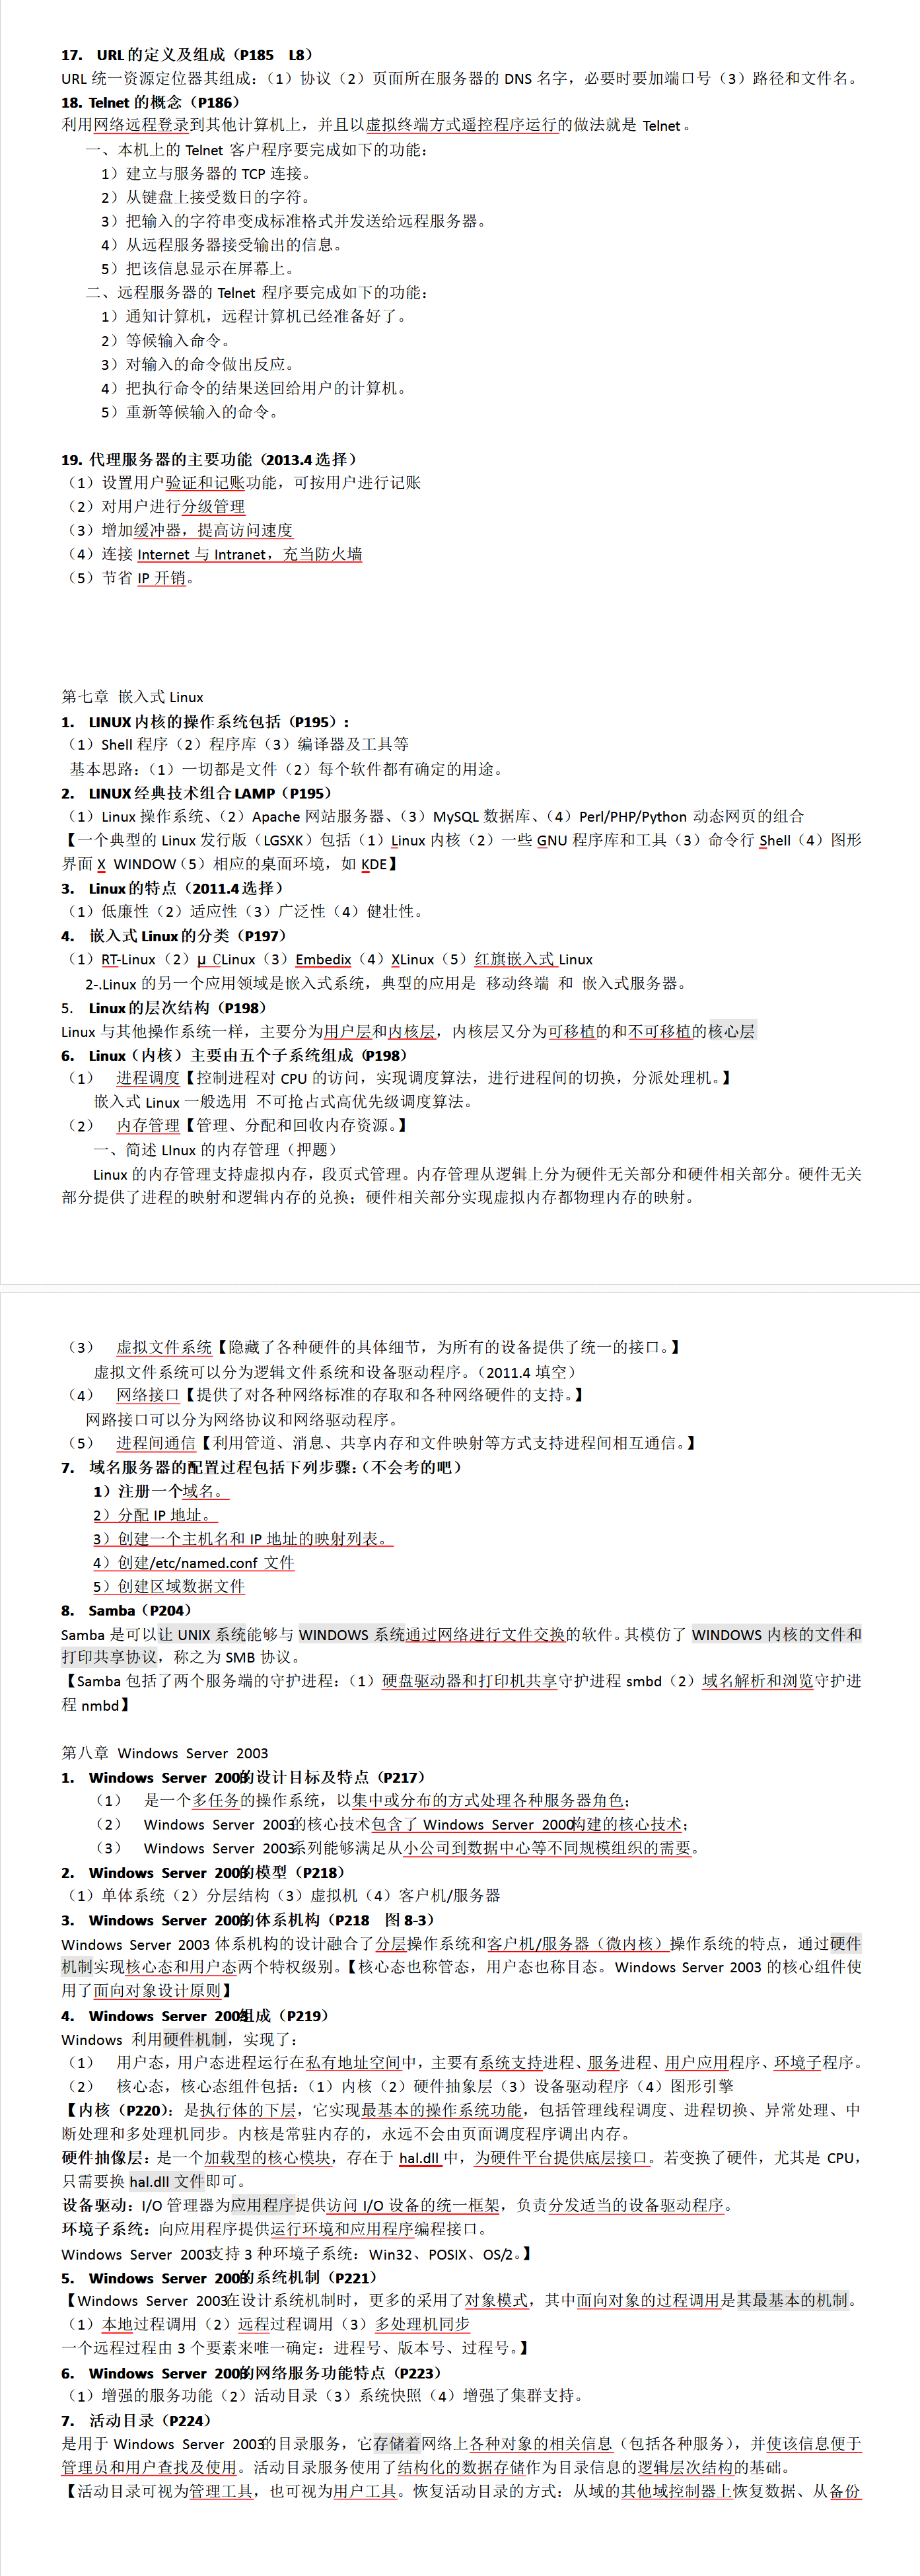 17. URL 的定义及组成（P185 L8）
URL 统一资源定位器其组成：（1）协议（2）页面所在服务器的 DNS 名字，必要时要加端口号（3）路径和文件名。
18. Telnet 的概念（P186）
利用网络远程登录到其他计算机上，并且以虚拟终端方式遥控程序运行的做法就是 Telnet。
一、本机上的 Telnet 客户程序要完成如下的功能：
1）建立与服务器的 TCP 连接。
2）从键盘上接受数日的字符。
3）把输入的字符串变成标准格式并发送给远程服务器。
4）从远程服务器接受输出的信息。
5）把该信息显示在屏幕上。
二、远程服务器的 Telnet 程序要完成如下的功能：
1）通知计算机，远程计算机已经准备好了。
2）等候输入命令。
3）对输入的命令做出反应。
4）把执行命令的结果送回给用户的计算机。
5）重新等候输入的命令。
19. 代理服务器的主要功能（2013.4 选择）
（1）设置用户验证和记账功能，可按用户进行记账
（2）对用户进行分级管理
（3）增加缓冲器，提高访问速度
（4）连接 Internet 与 Intranet，充当防火墙
（5）节省 IP 开销。
第七章 嵌入式 Linux
1. LINUX 内核的操作系统包括（P195）:
（1）Shell 程序（2）程序库（3）编译器及工具等
基本思路：（1）一切都是文件（2）每个软件都有确定的用途。
2. LINUX 经典技术组合 LAMP（P195）
（1）Linux 操作系统、（2）Apache 网站服务器、（3）MySQL 数据库、（4）Perl/PHP/Python 动态网页的组合
【一个典型的 Linux 发行版（LGSXK）包括（1）Linux 内核（2）一些 GNU 程序库和工具（3）命令行 Shell（4）图形
界面 X WINDOW（5）相应的桌面环境，如 KDE】
3. Linux 的特点（2011.4 选择）
（1）低廉性（2）适应性（3）广泛性（4）健壮性。
4. 嵌入式 Linux 的分类（P197）
（1）RT-Linux（2）μ CLinux（3）Embedix（4）XLinux（5）红旗嵌入式 Linux
2-.Linux 的另一个应用领域是嵌入式系统，典型的应用是 移动终端 和 嵌入式服务器。
5. Linux 的层次结构（P198）
Linux 与其他操作系统一样，主要分为用户层和内核层，内核层又分为可移植的和不可移植的核心层
6. Linux（内核）主要由五个子系统组成（P198）
（1） 进程调度【控制进程对 CPU 的访问，实现调度算法，进行进程间的切换，分派处理机。】
嵌入式 Linux 一般选用 不可抢占式高优先级调度算法。
（2） 内存管理【管理、分配和回收内存资源。】
一、简述 LInux 的内存管理（押题）
Linux 的内存管理支持虚拟内存，段页式管理。内存管理从逻辑上分为硬件无关部分和硬件相关部分。硬件无关
部分提供了进程的映射和逻辑内存的兑换；硬件相关部分实现虚拟内存都物理内存的映射。
（3） 虚拟文件系统【隐藏了各种硬件的具体细节，为所有的设备提供了统一的接口。】
虚拟文件系统可以分为逻辑文件系统和设备驱动程序。（2011.4 填空）
（4） 网络接口【提供了对各种网络标准的存取和各种网络硬件的支持。】
网路接口可以分为网络协议和网络驱动程序。
（5） 进程间通信【利用管道、消息、共享内存和文件映射等方式支持进程间相互通信。】
7. 域名服务器的配置过程包括下列步骤：（不会考的吧）
1）注册一个域名。
2）分配 IP 地址。
3）创建一个主机名和 IP 地址的映射列表。
4）创建/etc/named.conf 文件
5）创建区域数据文件
8. Samba（P204）
Samba 是可以让 UNIX 系统能够与 WINDOWS 系统通过网络进行文件交换的软件。其模仿了 WINDOWS 内核的文件和
打印共享协议，称之为 SMB 协议。
【Samba 包括了两个服务端的守护进程：（1）硬盘驱动器和打印机共享守护进程 smbd（2）域名解析和浏览守护进
程 nmbd】
第八章 Windows Server 2003
1. Windows Server 2003的设计目标及特点（P217）
（1） 是一个多任务的操作系统，以集中或分布的方式处理各种服务器角色；
（2） Windows Server 2003的核心技术包含了 Windows Server 2000构建的核心技术；
（3） Windows Server 2003系列能够满足从小公司到数据中心等不同规模组织的需要。
2. Windows Server 2003的模型（P218）
（1）单体系统（2）分层结构（3）虚拟机（4）客户机/服务器
3. Windows Server 2003的体系机构（P218 图 8-3）
Windows Server 2003 体系机构的设计融合了分层操作系统和客户机/服务器（微内核）操作系统的特点，通过硬件
机制实现核心态和用户态两个特权级别。【核心态也称管态，用户态也称目态。Windows Server 2003 的核心组件使
用了面向对象设计原则】
4. Windows Server 2003组成（P219）
Windows 利用硬件机制，实现了：
（1） 用户态，用户态进程运行在私有地址空间中，主要有系统支持进程、服务进程、用户应用程序、环境子程序。
（2） 核心态，核心态组件包括：（1）内核（2）硬件抽象层（3）设备驱动程序（4）图形引擎
【内核（P220）：是执行体的下层，它实现最基本的操作系统功能，包括管理线程调度、进程切换、异常处理、中
断处理和多处理机同步。内核是常驻内存的，永远不会由页面调度程序调出内存。
硬件抽像层：是一个加载型的核心模块，存在于 hal.dll 中，为硬件平台提供底层接口。若变换了硬件，尤其是 CPU，
只需要换 hal.dll 文件即可。
设备驱动：I/O 管理器为应用程序提供访问 I/O 设备的统一框架，负责分发适当的设备驱动程序。
环境子系统：向应用程序提供运行环境和应用程序编程接口。
Windows Server 2003支持 3 种环境子系统：Win32、POSIX、OS/2。】
5. Windows Server 2003的系统机制（P221）
【Windows Server 2003在设计系统机制时，更多的采用了对象模式，其中面向对象的过程调用是其最基本的机制。
（1）本地过程调用（2）远程过程调用（3）多处理机同步
一个远程过程由 3 个要素来唯一确定：进程号、版本号、过程号。】
6. Windows Server 2003的网络服务功能特点（P223）
（1）增强的服务功能（2）活动目录（3）系统快照（4）增强了集群支持。
7. 活动目录（P224）
是用于 Windows Server 2003的目录服务，它存储着网络上各种对象的相关信息（包括各种服务），并使该信息便于
管理员和用户查找及使用。活动目录服务使用了结构化的数据存储作为目录信息的逻辑层次结构的基础。
【活动目录可视为管理工具，也可视为用户工具。恢复活动目录的方式：从域的其他域控制器上恢复数据、从备份